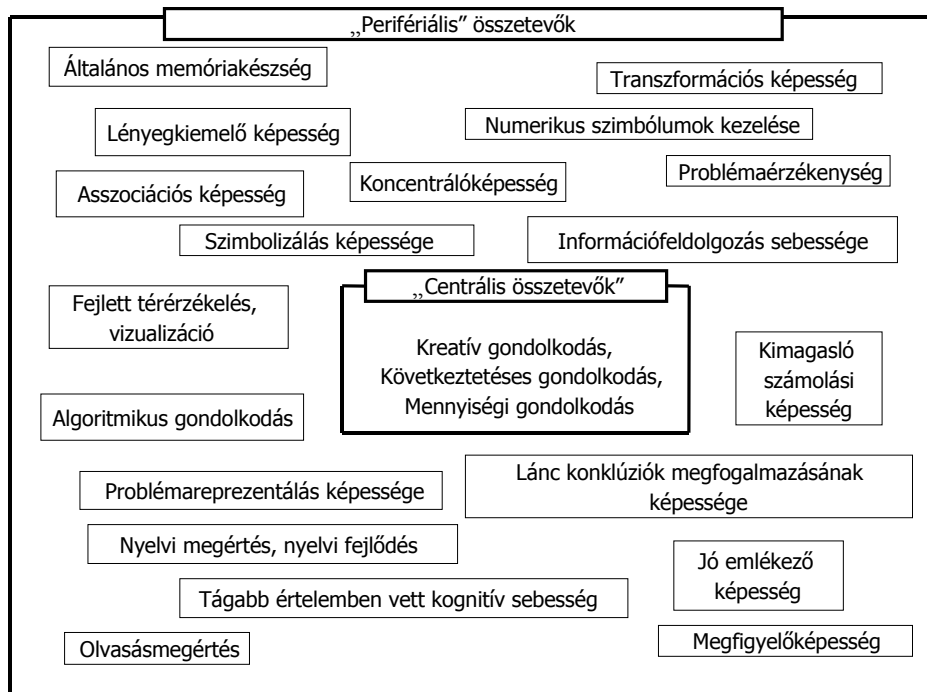 „Perifériális” összetevők
Általános memóriakészség
Transzformációs képesség
Lényegkiemelő képesség
Numerikus szimbólumok kezelése
Asszociációs képesség
Koncentrálóképesség
Problémaérzékenység
Szimbolizálás képessége
Információfeldolgozás sebessége
„Centrális összetevők”
Fejlett térérzékelés,
vizualizáció
Kreatív gondolkodás,
Következtetéses gondolkodás,
Mennyiségi gondolkodás
Kimagasló
számolási
képesség
Algoritmikus gondolkodás
Problémareprezentálás képessége
Lánc konklúziók megfogalmazásának
képessége
Nyelvi megértés, nyelvi fejlődés
Jó emlékező
képesség
Tágabb értelemben vett kognitív sebesség
Olvasásmegértés
Megfigyelőképesség